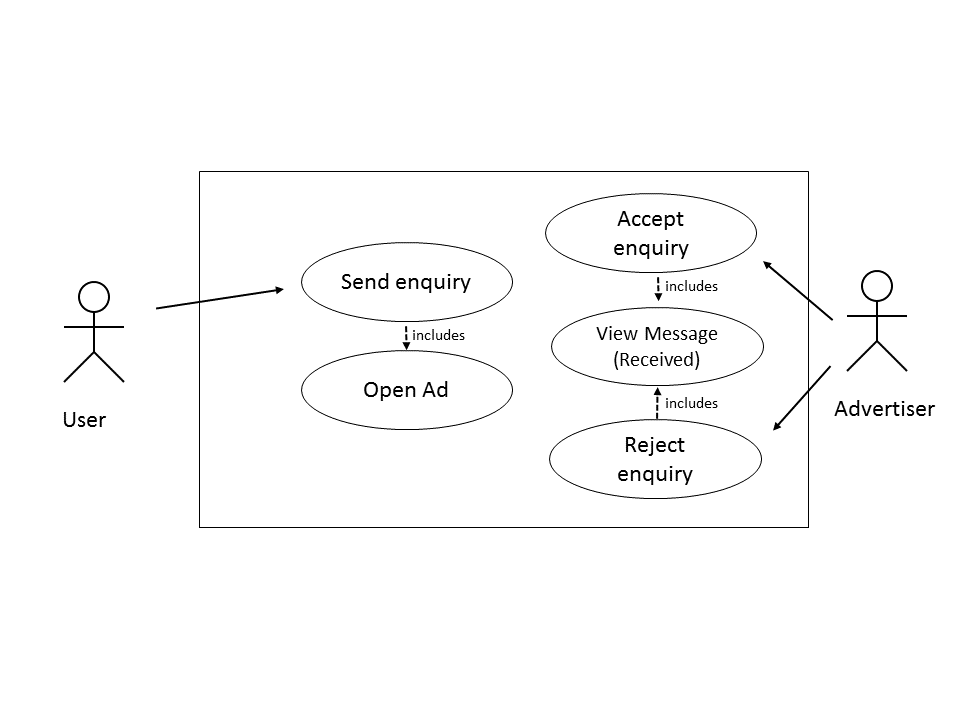 User
Send enquiry
includes
Open Ad
Accept
enquiry
includes
View Message
(Received)
includes
Reject
enquiry
Advertiser